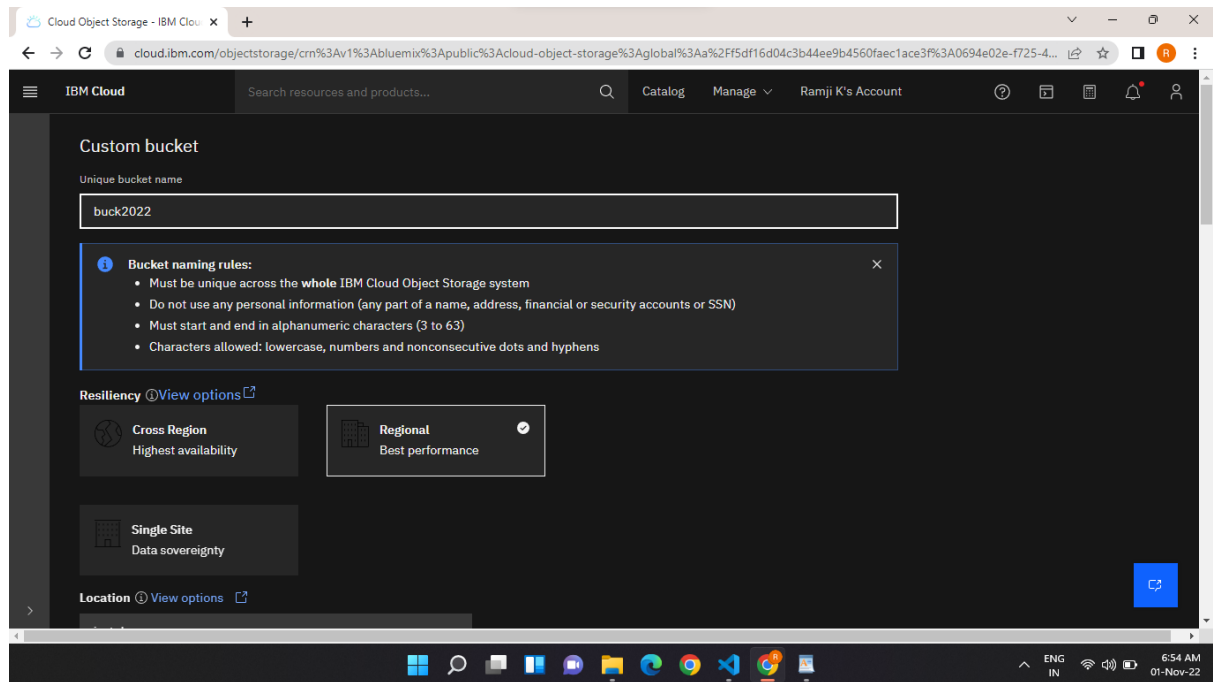 Cloud Object Storage - IBM Clou
cloud.ibm.com/objectstorage/crn%3Av1%3Abluemix%3Apublic%3Acloud-object-storage%3Aglobal%3Aa%2Ff5df16d04c3b44ee9b4560faec1ace3f%3A0694e02e-f725-4...
R
IBM Cloud
Search resources and products...
Catalog
Manage
Ramji K's Account
Custom bucket
Unique bucket name
buck2022
Bucket naming rules:
• Must be unique across the whole IBM Cloud Object Storage system
• Do not use any personal information (any part of a name, address, financial or security accounts or SSN)
• Must start and end in alphanumeric characters (3 to 63)
• Characters allowed: lowercase, numbers and nonconsecutive dots and hyphens
Resiliency View options
Cross Region
Highest availability
Regional
Best performance
Single Site
Data sovereignty
Location View options
ENG
IN
6:54 AM
01-Nov-22